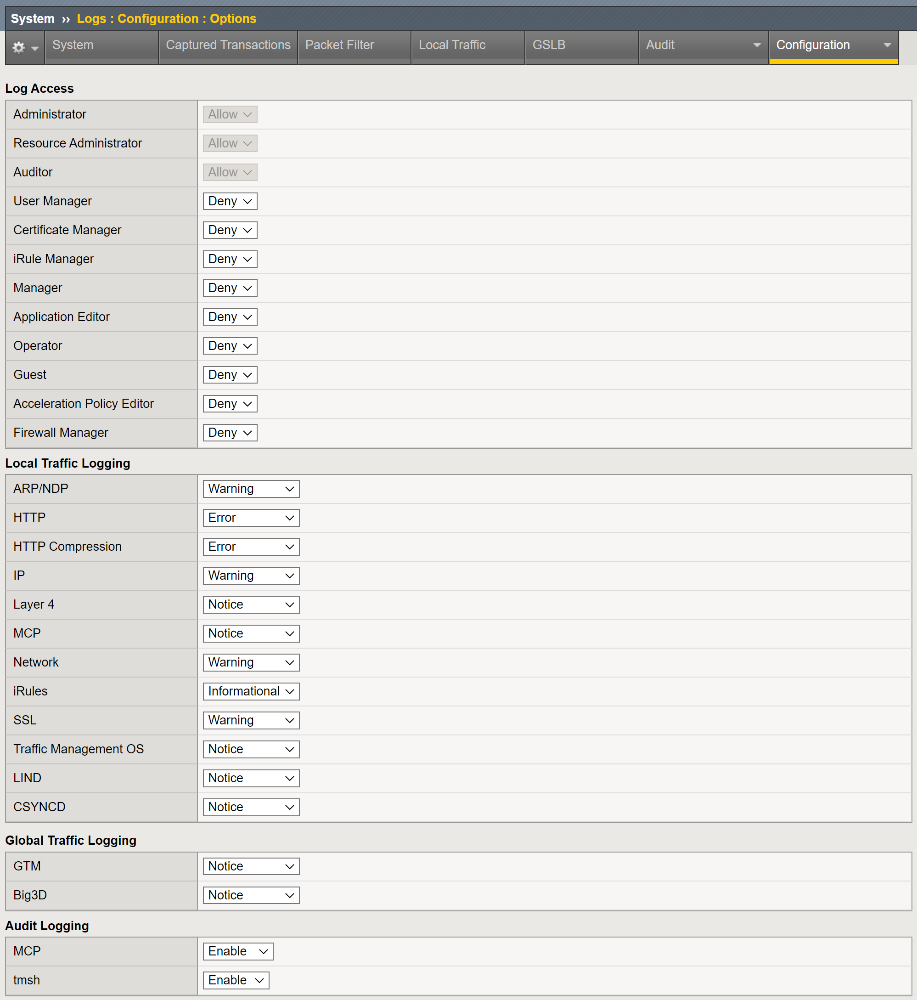 System ›› Logs : Configuration : Options
System Captured Transactions Packet Filter Local Traffic GSLB Audit Configuration
Log Access
Administrator Allow
Resource Administrator Allow
Auditor Allow
User Manager Deny
Certificate Manager Deny
iRule Manager Deny
Manager Deny
Application Editor Deny
Operator Deny
Guest Deny
Acceleration Policy Editor Deny
Firewall Manager Deny
Local Traffic Logging
ARP/NDP Warning
HTTP Error
HTTP Compression Error
IP Warning
Layer 4 Notice
MCP Notice
Network Warning
iRules Informational
SSL Warning
Traffic Management OS Notice
LIND Notice
CSYNCD Notice
Global Traffic Logging
GTM Notice
Big3D Notice
Audit Logging
MCP Enable
tmsh Enable